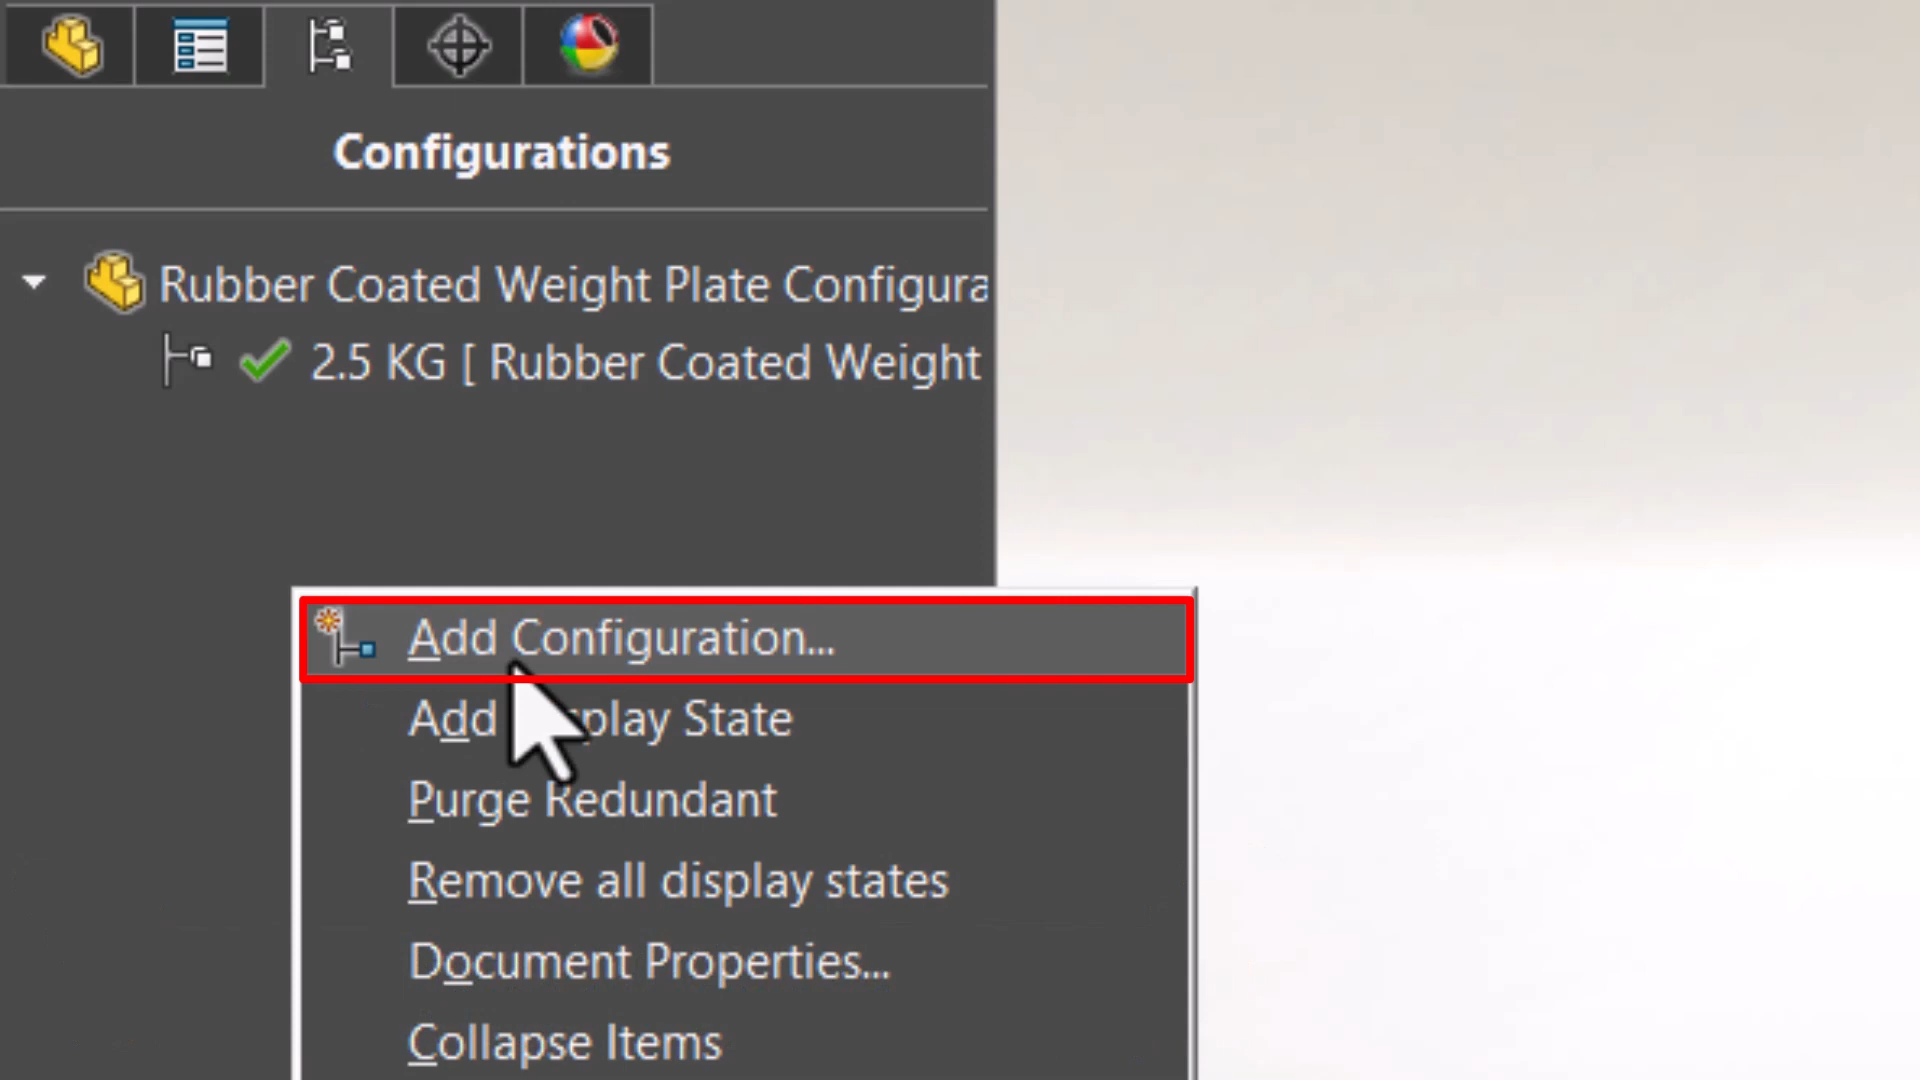 Configurations
Rubber Coated Weight Plate Configura
2.5 KG [ Rubber Coated Weight
Add Configuration...
Add play State
Purge Redundant
Remove all display states
Document Properties...
Collapse Items